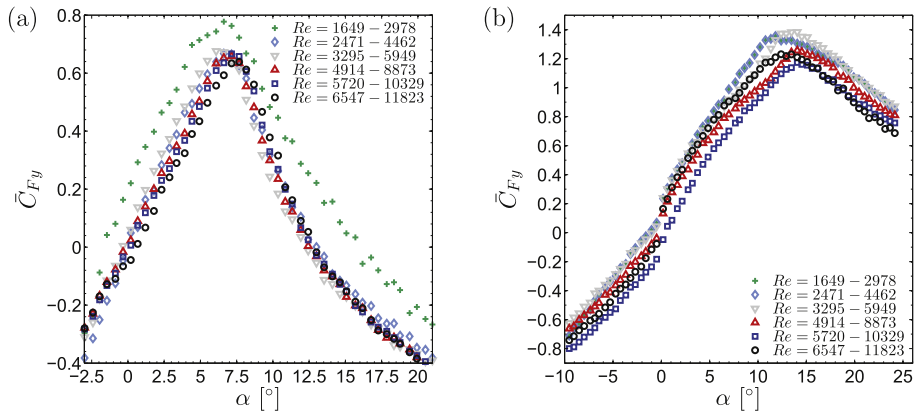 (a)
0.8
0.6
0.4
0.2
0
−0.2
−0.4
C̄_Fy
−2.5 0 2.5 5 7.5 10 12.5 15 17.5 20
α [°]
Re = 1649 − 2978
Re = 2471 − 4462
Re = 3295 − 5949
Re = 4914 − 8873
Re = 5720 − 10329
Re = 6547 − 11823
(b)
1.4
1.2
1
0.8
0.6
0.4
0.2
0
−0.2
−0.4
−0.6
−0.8
C̄_Fy
−10 −5 0 5 10 15 20 25
α [°]
Re = 1649 − 2978
Re = 2471 − 4462
Re = 3295 − 5949
Re = 4914 − 8873
Re = 5720 − 10329
Re = 6547 − 11823